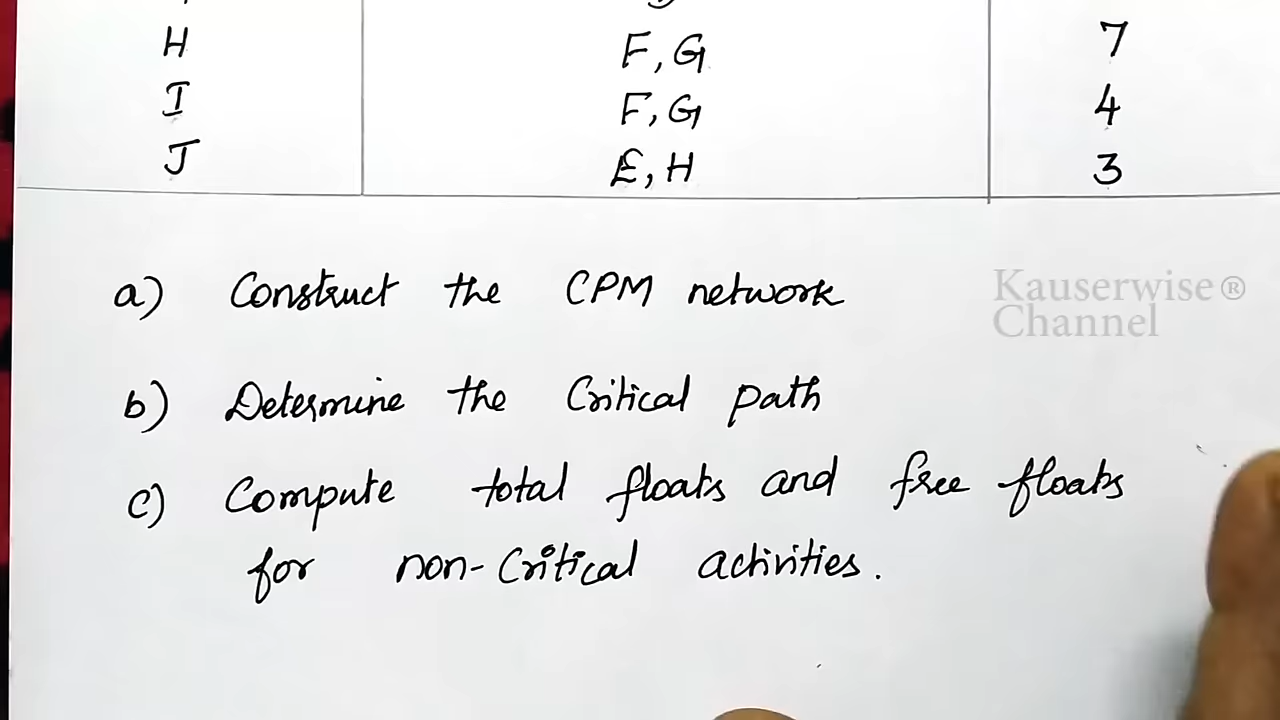 H F, G 7
I F, G 4
J E, H 3
a) Construct the CPM network
Kauserwise®
Channel
b) Determine the Critical path
c) Compute total floats and free floats
for non-Critical activities.